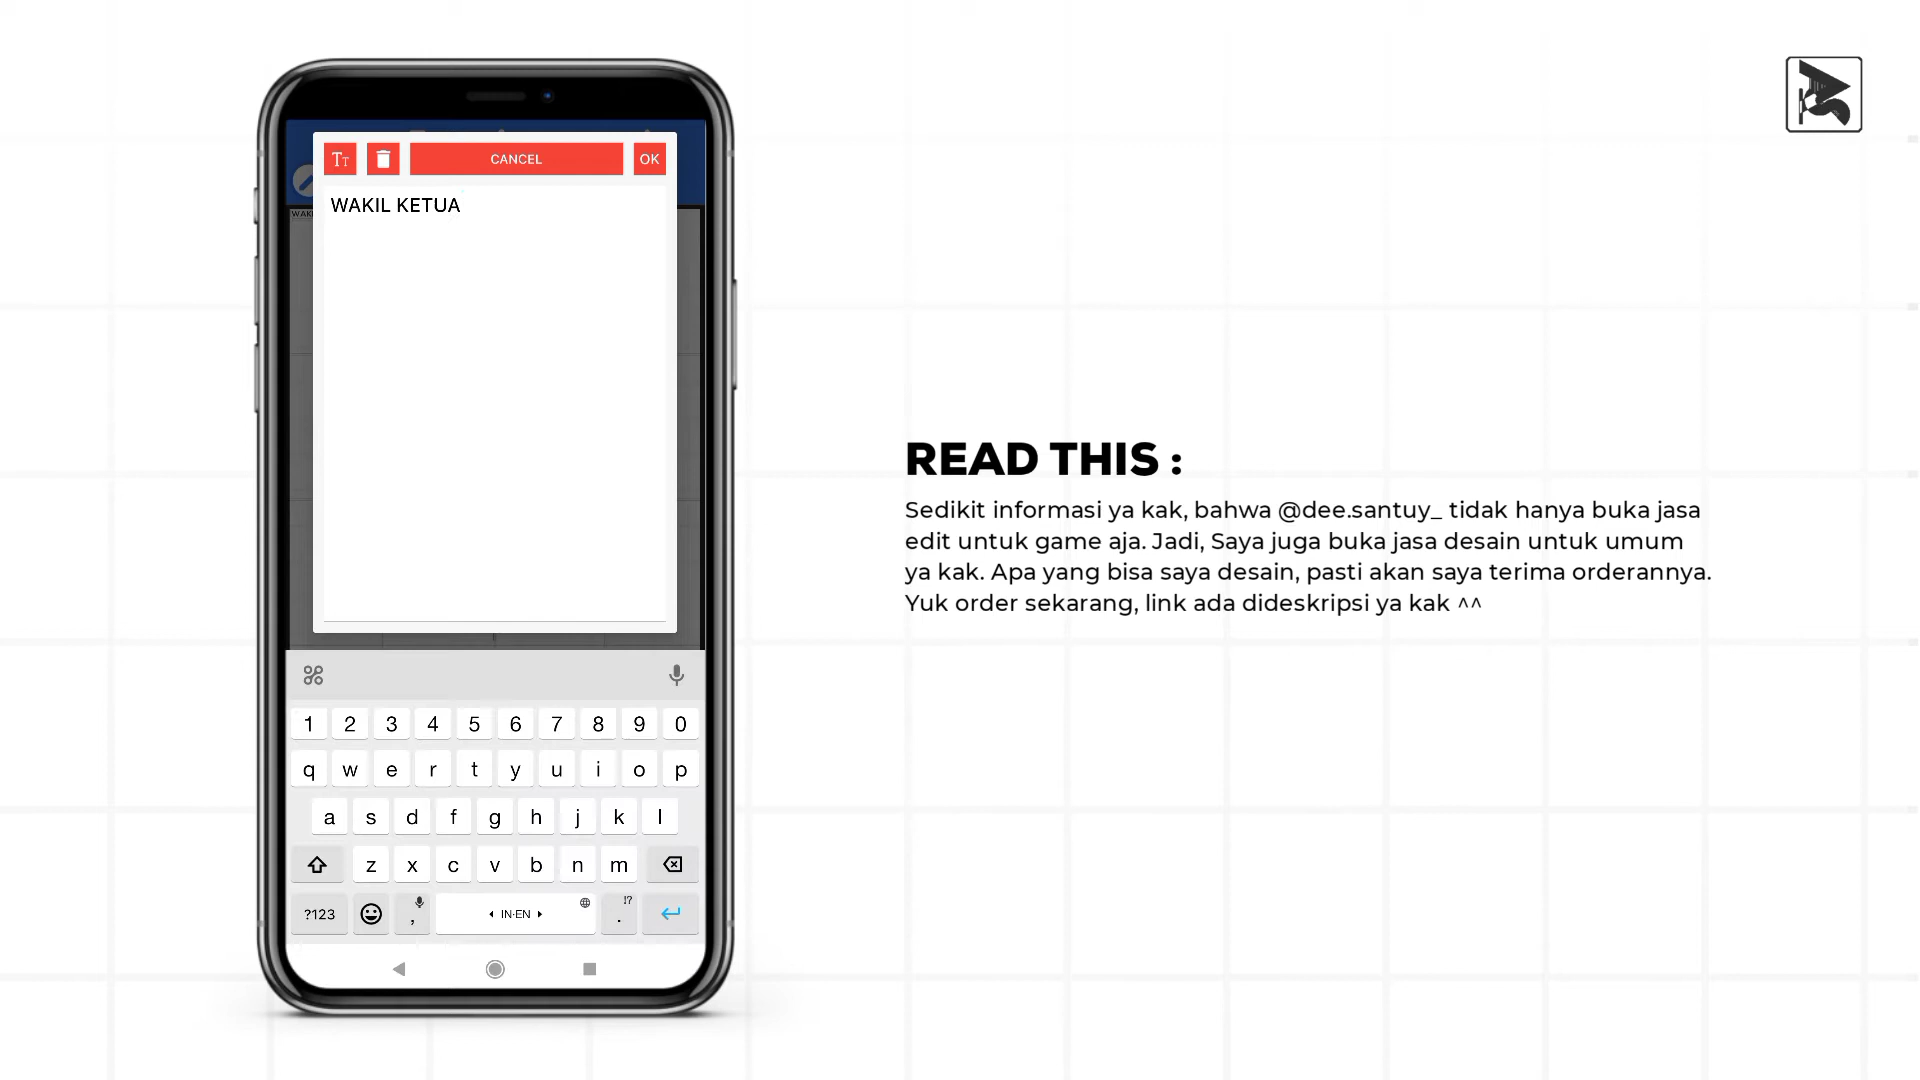 TT
CANCEL
OK
WAKIL KETUA
WAK
1 2 3 4 5 6 7 8 9 0
q w e r t y u i o p
a s d f g h j k l
z x c v b n m
!?
?123 , IN·EN .
READ THIS :
Sedikit informasi ya kak, bahwa @dee.santuy_ tidak hanya buka jasa
edit untuk game aja. Jadi, Saya juga buka jasa desain untuk umum
ya kak. Apa yang bisa saya desain, pasti akan saya terima orderannya.
Yuk order sekarang, link ada dideskripsi ya kak ^^